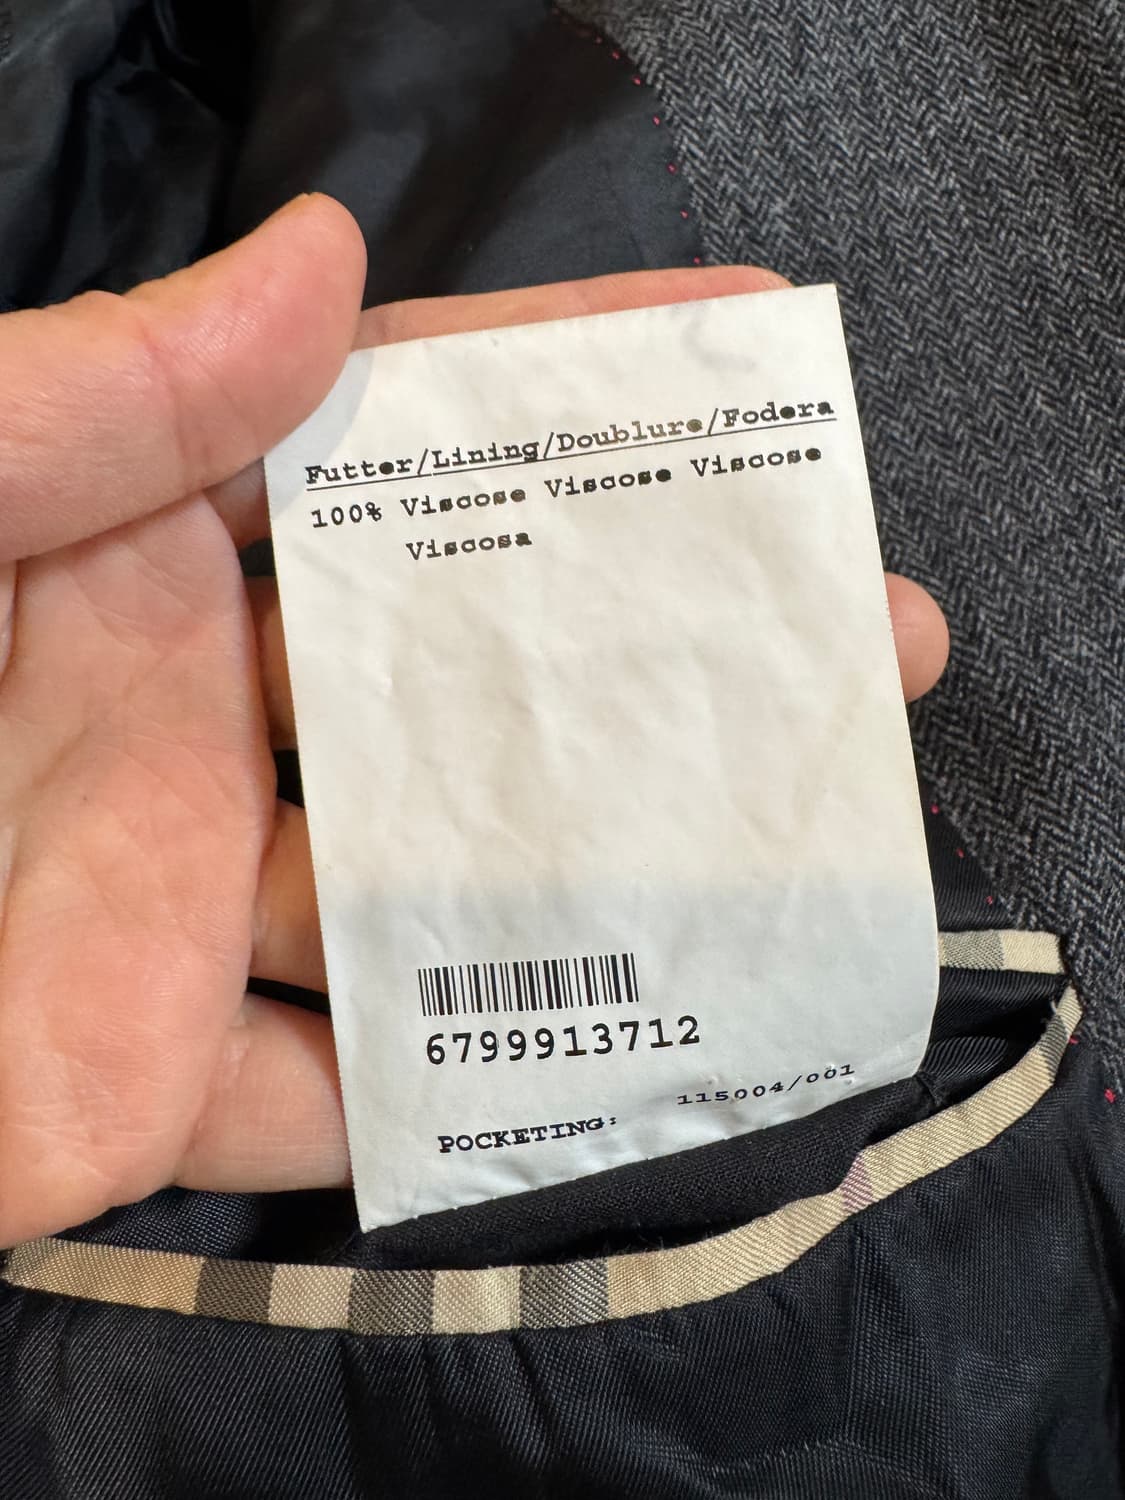 Futter/Lining/Doublure/Fodera
100% Viscose Viscose Viscose
Viscosa
6799913712
115004/001
POCKETING: